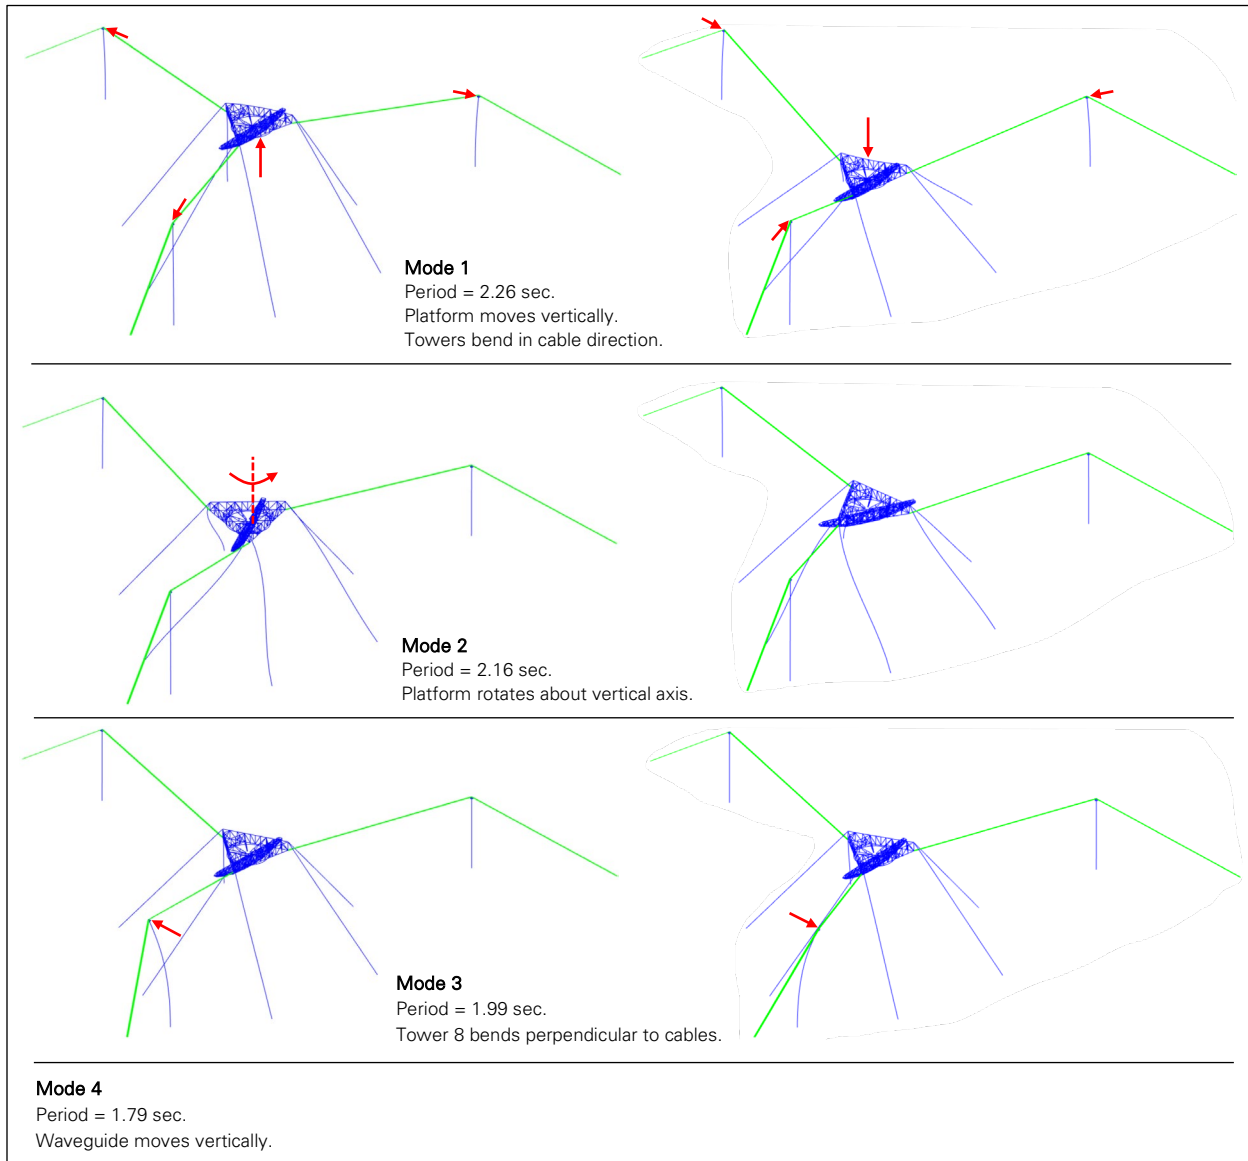 Mode 1
Period = 2.26 sec.
Platform moves vertically.
Towers bend in cable direction.
Mode 2
Period = 2.16 sec.
Platform rotates about vertical axis.
Mode 3
Period = 1.99 sec.
Tower 8 bends perpendicular to cables.
Mode 4
Period = 1.79 sec.
Waveguide moves vertically.